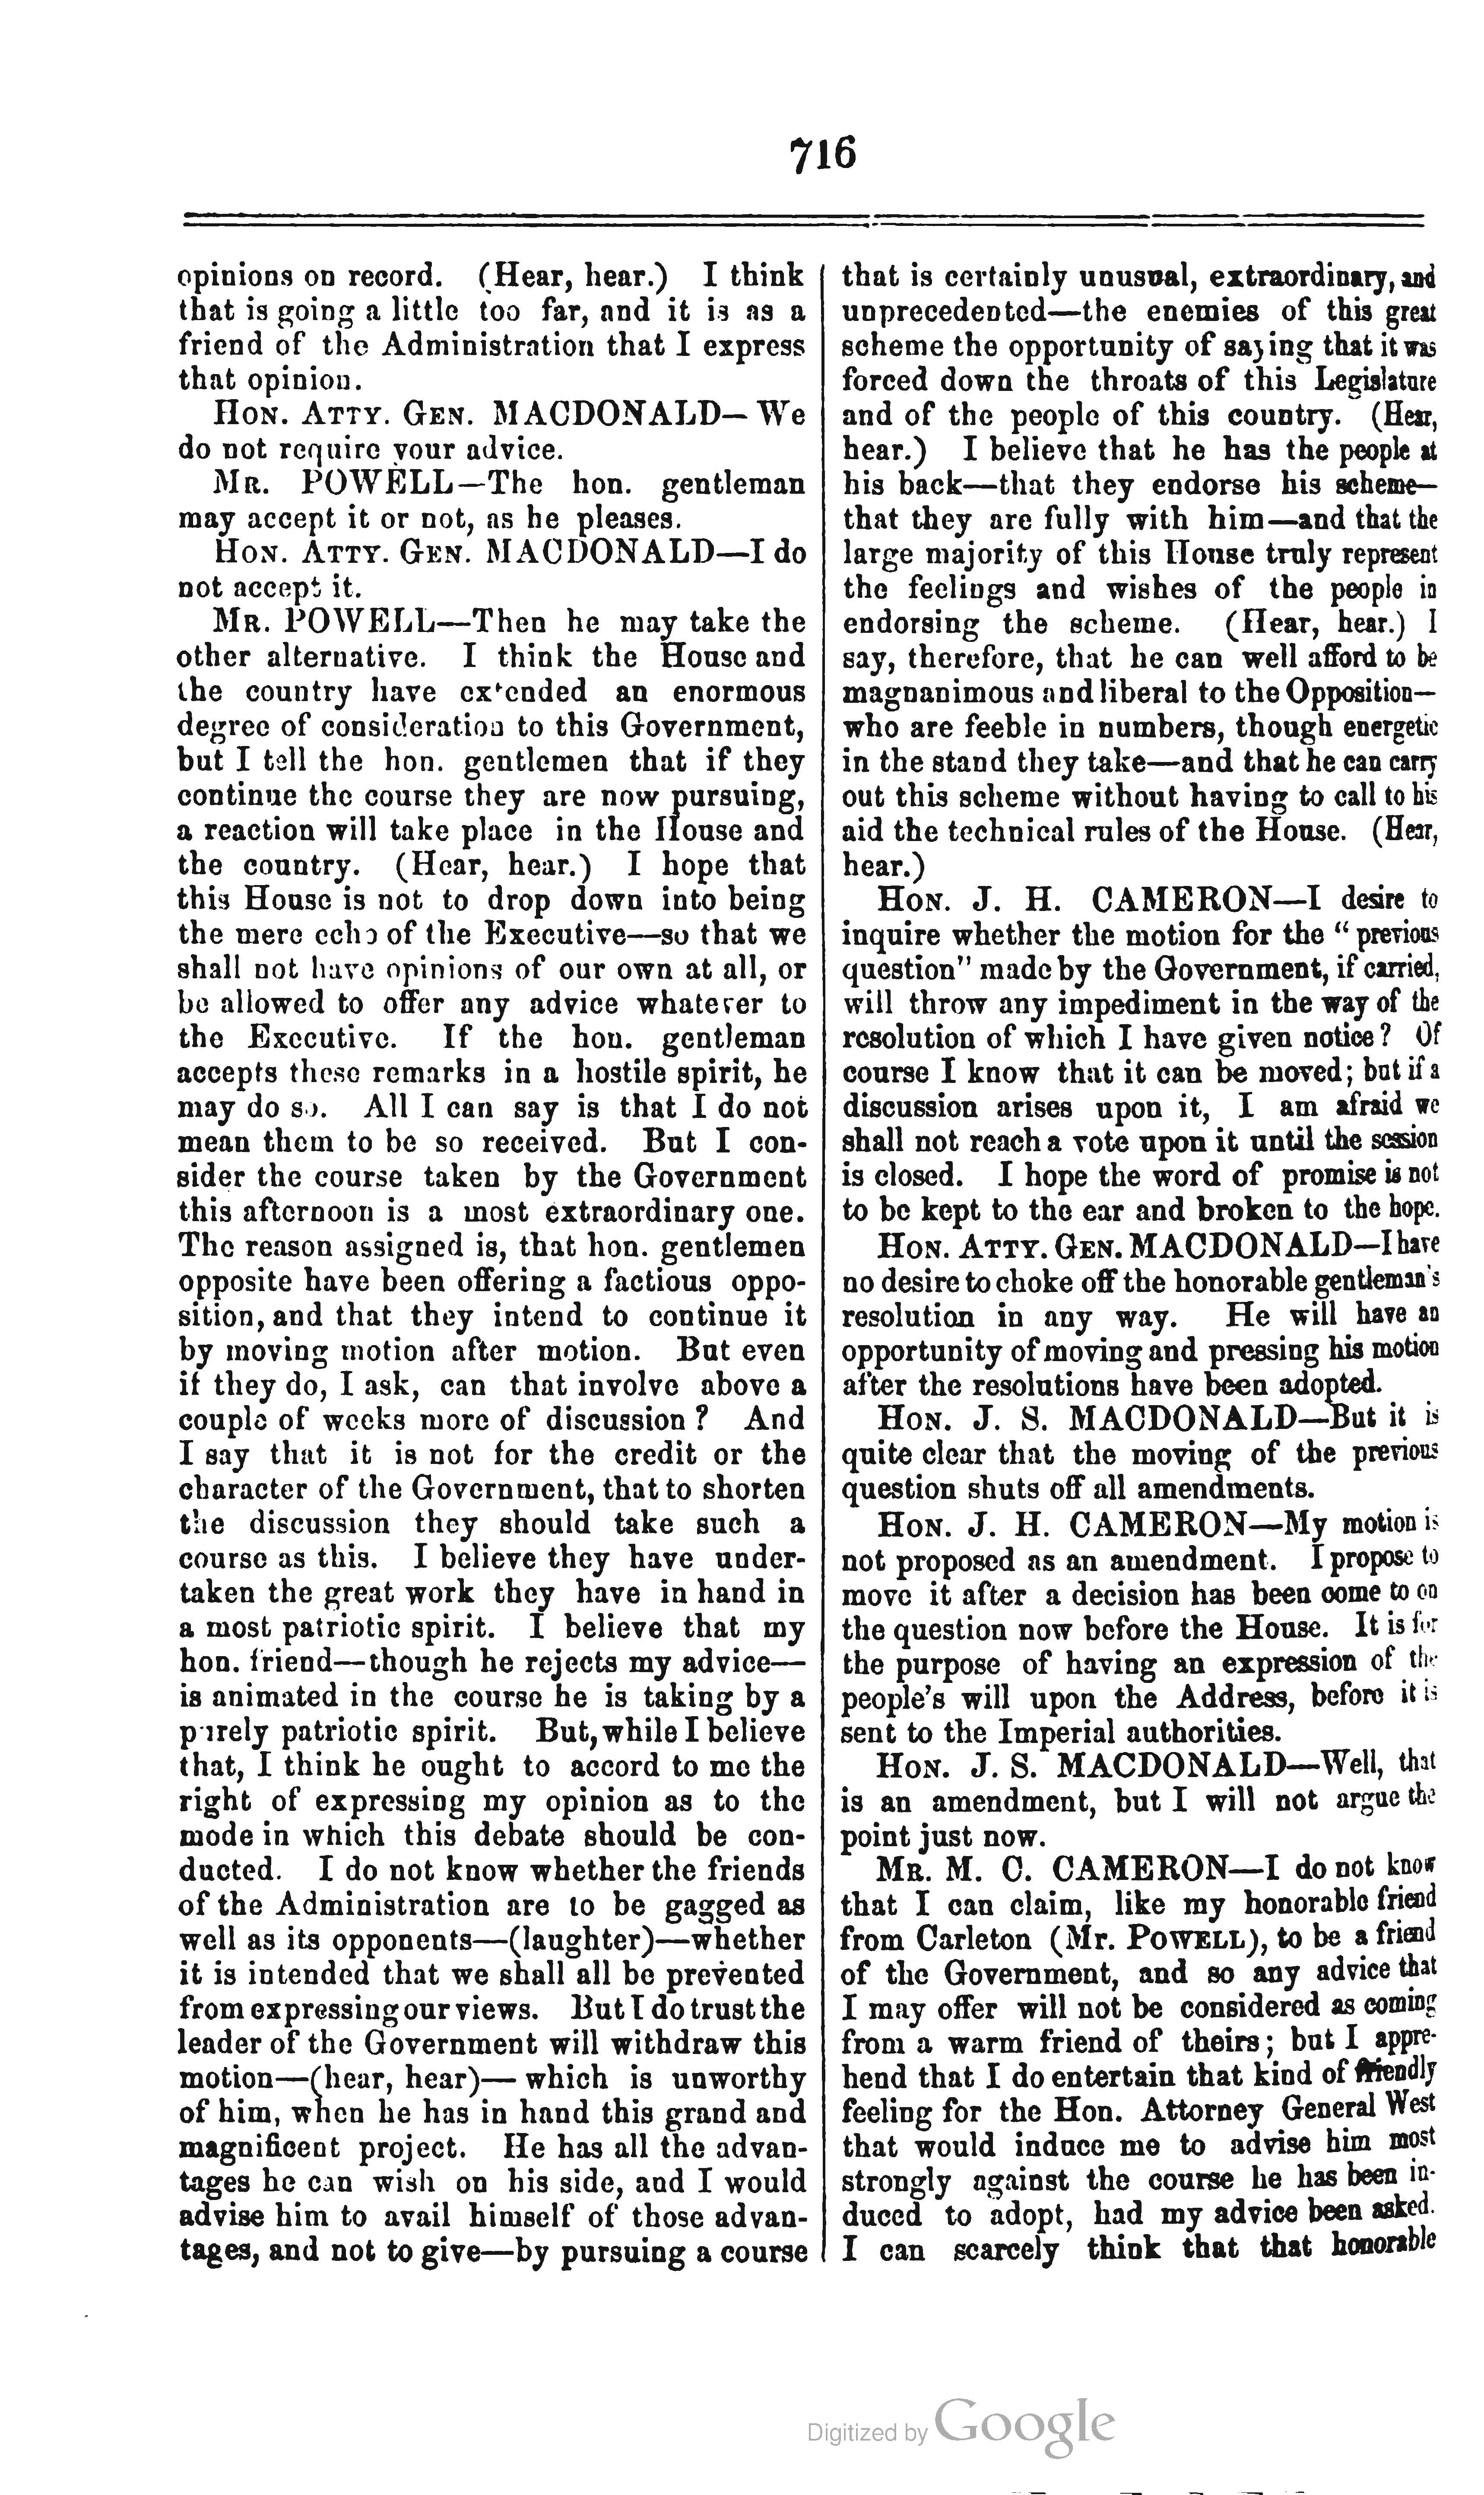 716
opinions on record. (Hear, hear.) I think
that is going a little too far, and it is as a
friend of the Administration that I express
that opinion.
HON. ATTY. GEN. MACDONALD—We
do not require your advice.
MR. POWELL—The hon. gentleman
may accept it or not, as he pleases.
HON. ATTY. GEN. MACDONALD—I do
not accept it.
MR. POWELL—Then he may take the
other alternative. I think the House and
the country have extended an enormous
degree of consideration to this Government,
but I tell the hon. gentlemen that if they
continue the course they are now pursuing,
a reaction will take place in the House and
the country. (Hear, hear.) I hope that
this House is not to drop down into being
the mere echo of the Executive—so that we
shall not have opinions of our own at all, or
be allowed to offer any advice whatever to
the Executive. If the hon. gentleman
accepts these remarks in a hostile spirit, he
may do so. All I can say is that I do not
mean them to be so received. But I con-
sider the course taken by the Government
this afternoon is a most extraordinary one.
The reason assigned is, that hon. gentlemen
opposite have been offering a factious oppo-
sition, and that they intend to continue it
by moving motion after motion. But even
if they do, I ask, can that involve above a
couple of weeks more of discussion? And
I say that it is not for the credit or the
character of the Government, that to shorten
the discussion they should take such a
course as this. I believe they have under-
taken the great work they have in hand in
a most patriotic spirit. I believe that my
hon. friend—though he rejects my advice—
is animated in the course he is taking by a
purely patriotic spirit. But, while I believe
that, I think he ought to accord to me the
right of expressing my opinion as to the
mode in which this debate should be con-
ducted. I do not know whether the friends
of the Administration are to be gagged as
well as its opponents—(laughter)—whether
it is intended that we shall all be prevented
from expressing our views. But I do trust the
leader of the Government will withdraw this
motion—(hear, hear)—which is unworthy
of him, when he has in hand this grand and
magnificent project. He has all the advan-
tages he can wish on his side, and I would
advise him to avail himself of those advan-
tages, and not to give—by pursuing a course
that is certainly unusual, extraordinary, and
unprecedented—the enemies of this great
scheme the opportunity of saying that it was
forced down the throats of this Legislature
and of the people of this country. (Hear,
hear.) I believe that he has the people at
his back—that they endorse his scheme—
that they are fully with him—and that the
large majority of this House truly represent
the feelings and wishes of the people in
endorsing the scheme. (Hear, hear.) I
say, therefore, that he can well afford to be
magnanimous and liberal to the Opposition—
who are feeble in numbers, though energetic
in the stand they take—and that he can carry
out this scheme without having to call to his
aid the technical rules of the House. (Hear,
hear.)
HON. J. H. CAMERON—I desire to
inquire whether the motion for the "previous
question" made by the Government, if carried,
will throw any impediment in the way of the
resolution of which I have given notice? Of
course I know that it can be moved; but if a
discussion arises upon it, I am afraid we
shall not reach a vote upon it until the session
is closed. I hope the word of promise is not
to be kept to the ear and broken to the hope.
HON. ATTY. GEN. MACDONALD—I have
no desire to choke off the honorable gentleman's
resolution in any way. He will have an
opportunity of moving and pressing his motion
after the resolutions have been adopted.
HON. J. S. MACDONALD—But it is
quite clear that the moving of the previous
question shuts off all amendments.
HON. J. H. CAMERON—My motion is
not proposed as an amendment. I propose to
move it after a decision has been come to on
the question now before the House. It is for
the purpose of having an expression of the
people's will upon the Address, before it is
sent to the Imperial authorities.
HON. J. S. MACDONALD—Well, that
is an amendment, but I will not argue the
point just now.
MR. M. C. CAMERON—I do not know
that I can claim, like my honorable friend
from Carleton (Mr. POWELL), to be a friend
of the Government, and so any advice that
I may offer will not be considered as coming
from a warm friend of theirs; but I appre-
hend that I do entertain that kind of friendly
feeling for the Hon. Attorney General West
that would induce me to advise him most
strongly against the course he has been in-
duced to adopt, had my advice been asked.
I can scarcely think that that honorable
Digitized by Google